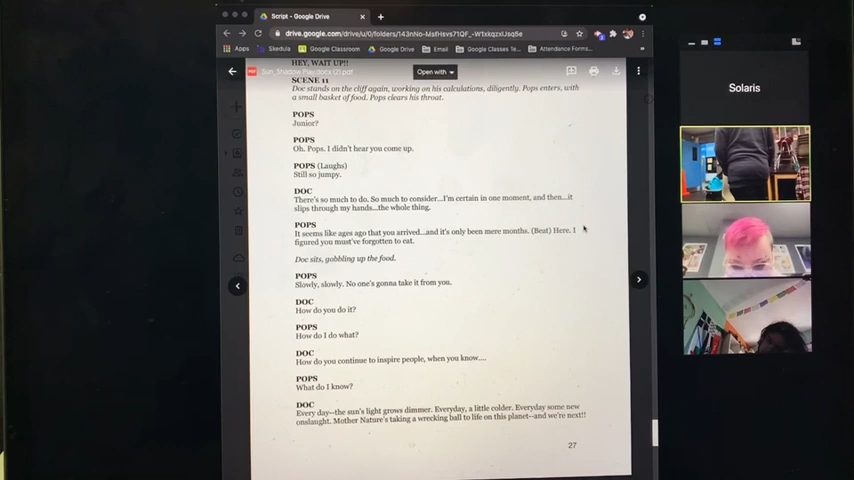 Script - Google Drive
drive.google.com/drive/u/0/folders/
Apps Skedula Google Classroom Google Drive Email Google Classes Te... Attendance Forms...
HEY, WAIT UP!!
Sun_Shadow Play.docx (2).pdf
Open with
SCENE 11
Doc stands on the cliff again, working on his calculations, diligently. Pops enters, with
a small basket of food. Pops clears his throat.
POPS
Junior?
POPS
Oh. Pops. I didn't hear you come up.
POPS (Laughs)
Still so jumpy.
DOC
There's so much to do. So much to consider...I'm certain in one moment, and then...it
slips through my hands...the whole thing.
POPS
It seems like ages ago that you arrived...and it's only been mere months. (Beat) Here. I
figured you must've forgotten to eat.
Doc sits, gobbling up the food.
POPS
Slowly, slowly. No one's gonna take it from you.
DOC
How do you do it?
POPS
How do I do what?
DOC
How do you continue to inspire people, when you know....
POPS
What do I know?
DOC
Every day--the sun's light grows dimmer. Everyday, a little colder. Everyday some new
onslaught. Mother Nature's taking a wrecking ball to life on this planet--and we're next!!
27
Solaris